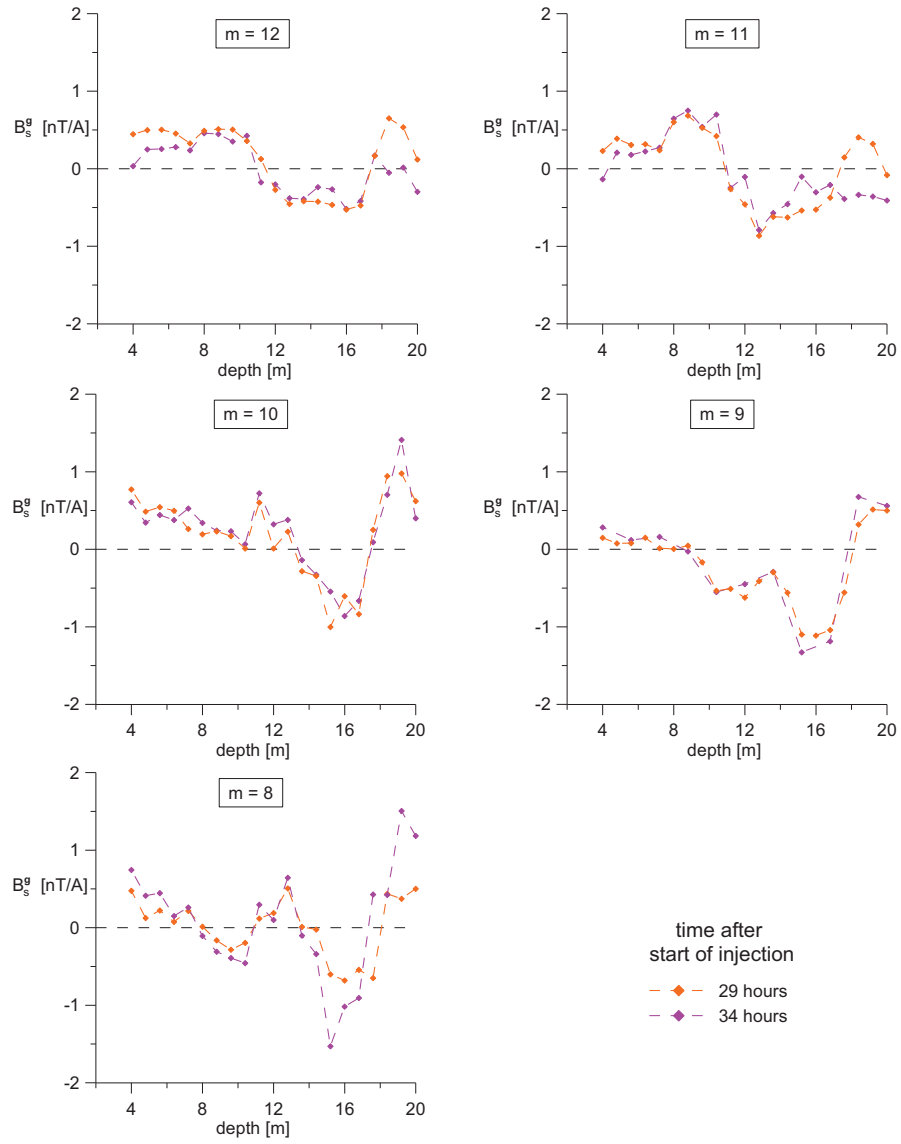 m = 12
2
1
0
-1
-2
B_s^g [nT/A]
4 8 12 16 20
depth [m]
m = 11
2
1
0
-1
-2
B_s^g [nT/A]
4 8 12 16 20
depth [m]
m = 10
2
1
0
-1
-2
B_s^g [nT/A]
4 8 12 16 20
depth [m]
m = 9
2
1
0
-1
-2
B_s^g [nT/A]
4 8 12 16 20
depth [m]
m = 8
2
1
0
-1
-2
B_s^g [nT/A]
4 8 12 16 20
depth [m]
time after
start of injection
29 hours
34 hours